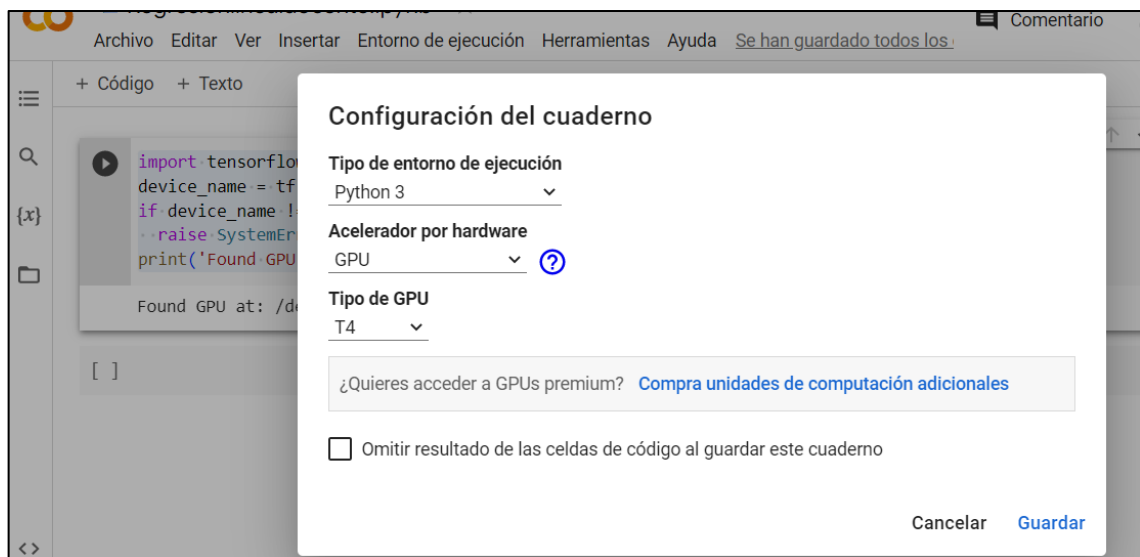 Comentario
Archivo Editar Ver Insertar Entorno de ejecución Herramientas Ayuda Se han guardado todos los
+ Código + Texto
Configuración del cuaderno
Tipo de entorno de ejecución
Python 3
Acelerador por hardware
GPU
?
Tipo de GPU
T4
¿Quieres acceder a GPUs premium? Compra unidades de computación adicionales
Omitir resultado de las celdas de código al guardar este cuaderno
Cancelar Guardar
{x}
import
device_name = tf
if device_name !
raise
print('Found GPU
Found GPU at:
[ ]
<>